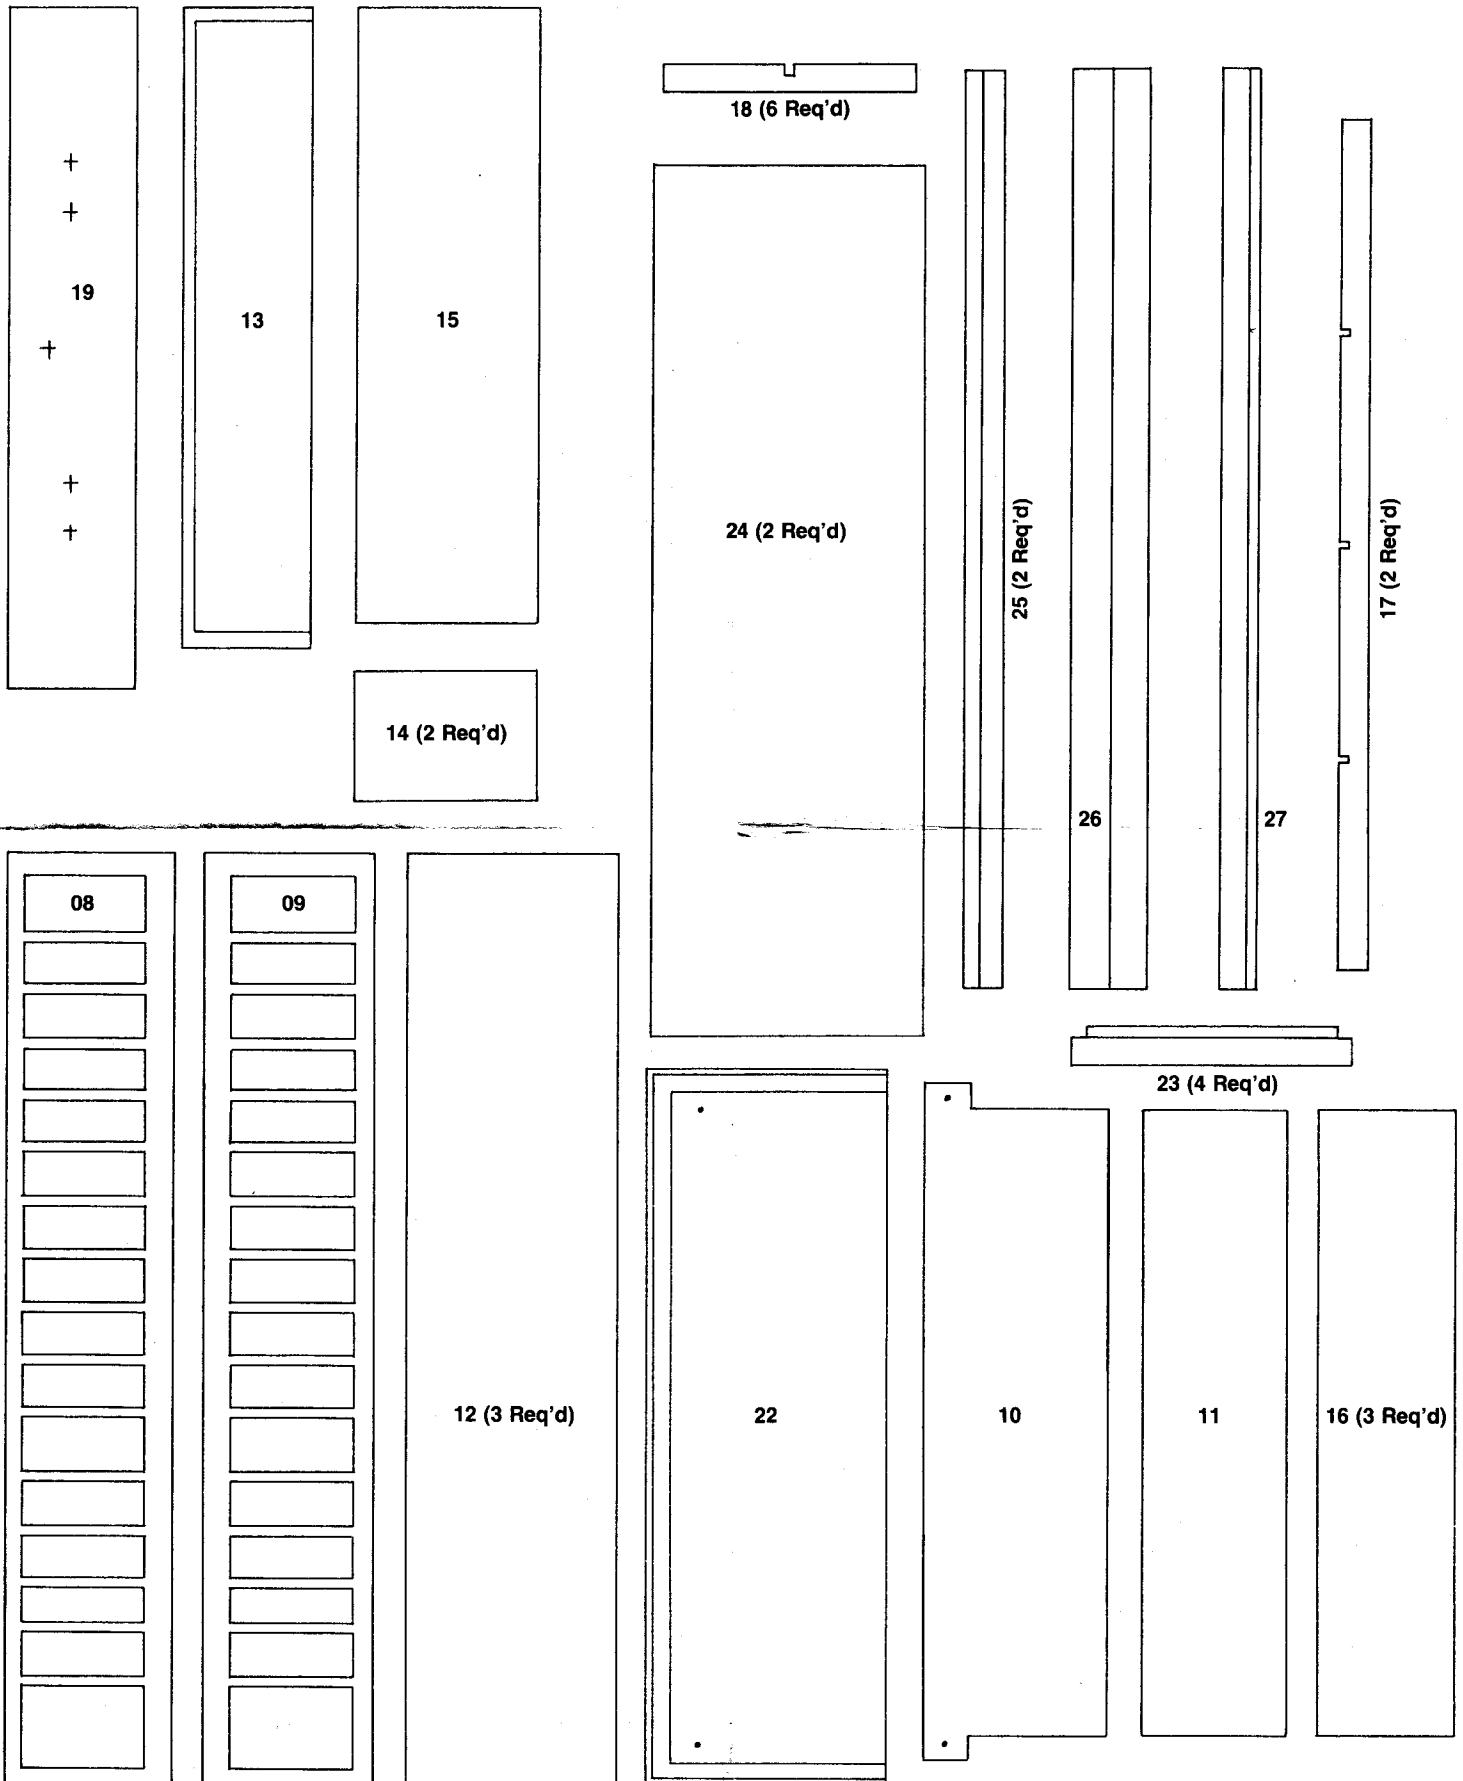 18 (6 Req'd)
19
13
15
24 (2 Req'd)
25 (2 Req'd)
17 (2 Req'd)
14 (2 Req'd)
26
27
08
09
23 (4 Req'd)
12 (3 Req'd)
22
10
11
16 (3 Req'd)